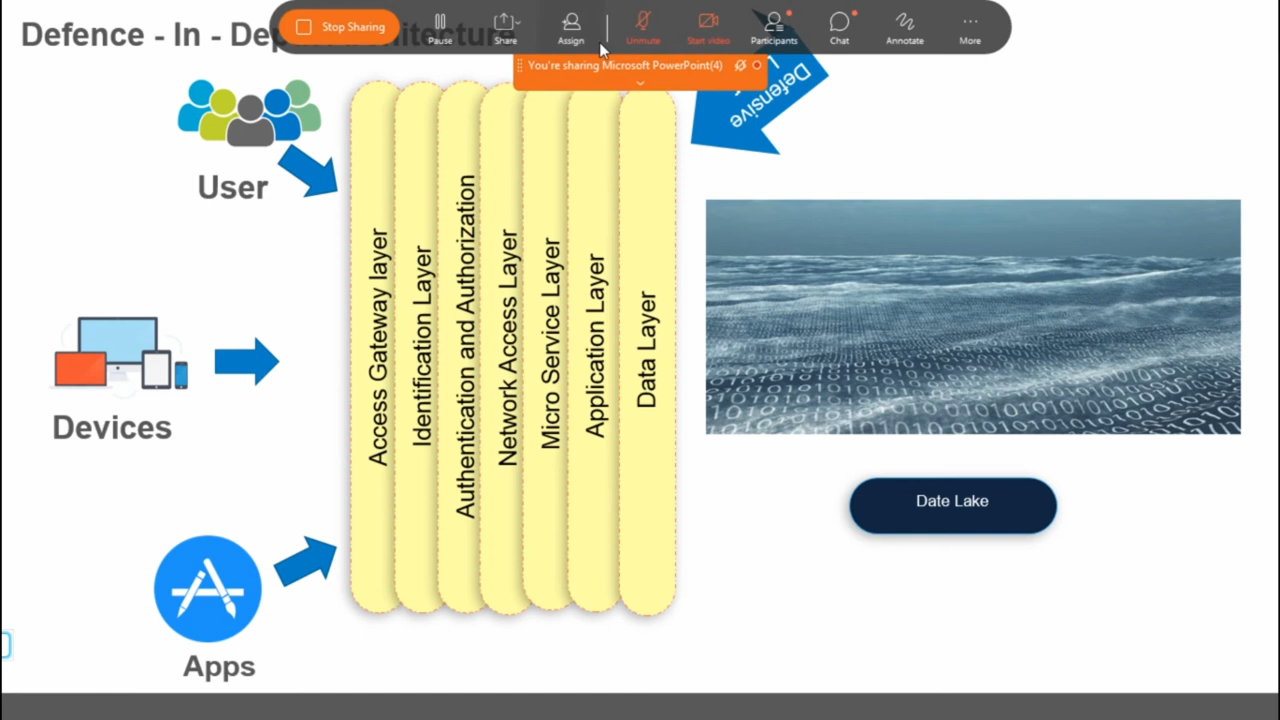 Defence - In - De
Stop Sharing
Pause
Share
Assign
Unmute
Start video
Participants
Chat
Annotate
More
You're sharing Microsoft PowerPoint(4)
Defensive
User
Devices
Apps
Access Gateway layer
Identification Layer
Authentication and Authorization
Network Access Layer
Micro Service Layer
Application Layer
Data Layer
Date Lake